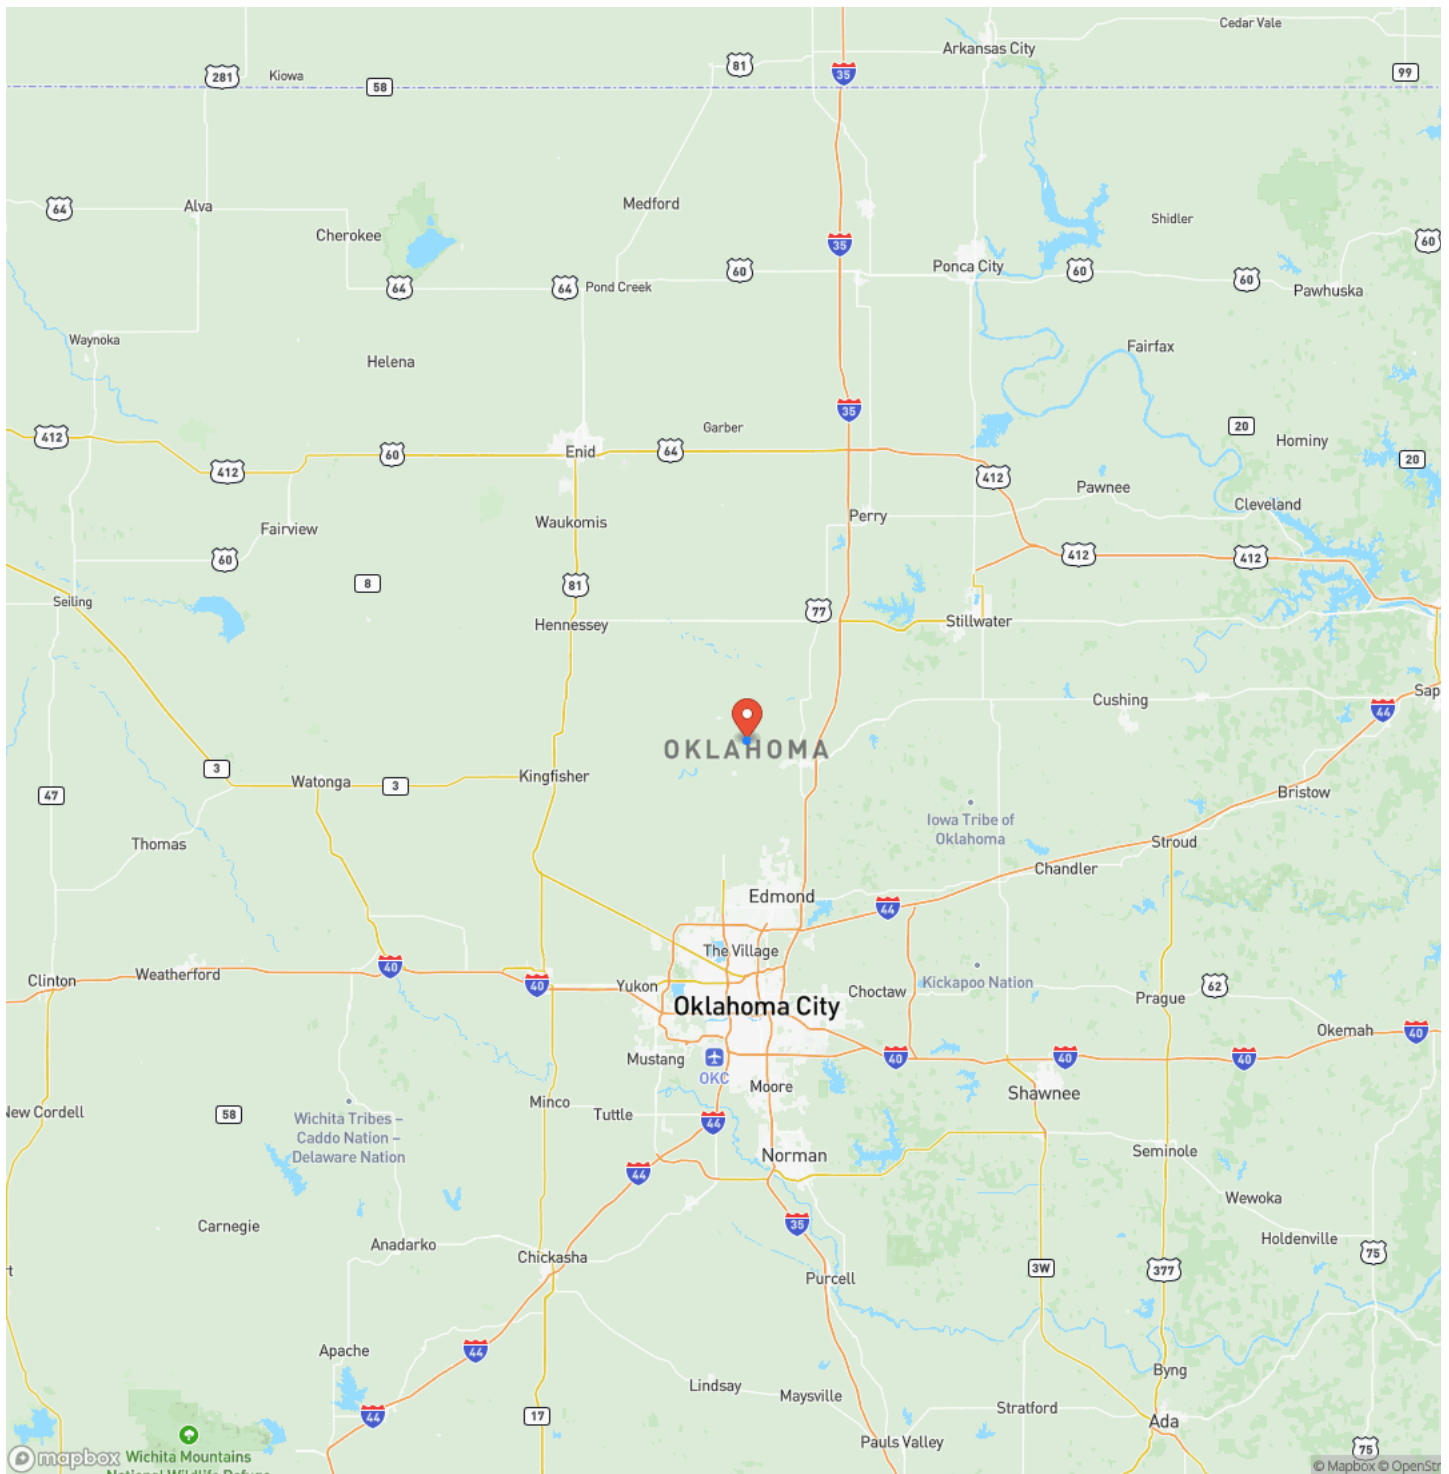 Cedar Vale
Arkansas City
81
35
281
Kiowa
58
99
64
Alva
Medford
Shidler
Cherokee
35
60
60
Ponca City
60
60
64
64
Pond Creek
Pawhuska
Waynoka
Fairfax
Helena
35
20
Garber
412
Hominy
60
Enid
64
20
412
412
Pawnee
Cleveland
Fairview
Waukomis
Perry
60
412
412
8
81
Seiling
77
Hennessey
Stillwater
Cushing
Sap
44
OKLAHOMA
3
Watonga
3
Kingfisher
47
Bristow
Iowa Tribe of
Oklahoma
Thomas
Stroud
Chandler
Edmond
44
The Village
40
Weatherford
Clinton
40
Yukon
Choctaw
Kickapoo Nation
62
Prague
Oklahoma City
Okemah
40
Mustang
OKC
40
40
40
Moore
Shawnee
New Cordell
58
Minco
Tuttle
44
Wichita Tribes –
Caddo Nation –
Delaware Nation
Norman
Seminole
44
Wewoka
Carnegie
35
Anadarko
Holdenville
75
Chickasha
rt
Purcell
3W
377
Apache
44
Byng
Lindsay
Maysville
44
17
Stratford
Ada
Pauls Valley
75
mapbox
Wichita Mountains
National Wildlife Refuge
© Mapbox © OpenStr